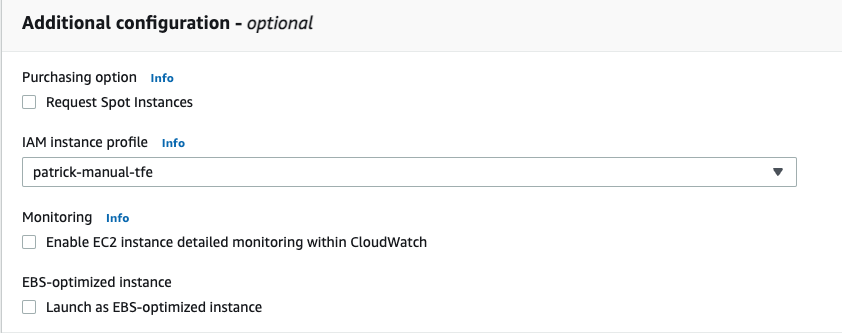 Additional configuration - optional
Purchasing option Info
Request Spot Instances
IAM instance profile Info
patrick-manual-tfe
Monitoring Info
Enable EC2 instance detailed monitoring within CloudWatch
EBS-optimized instance
Launch as EBS-optimized instance